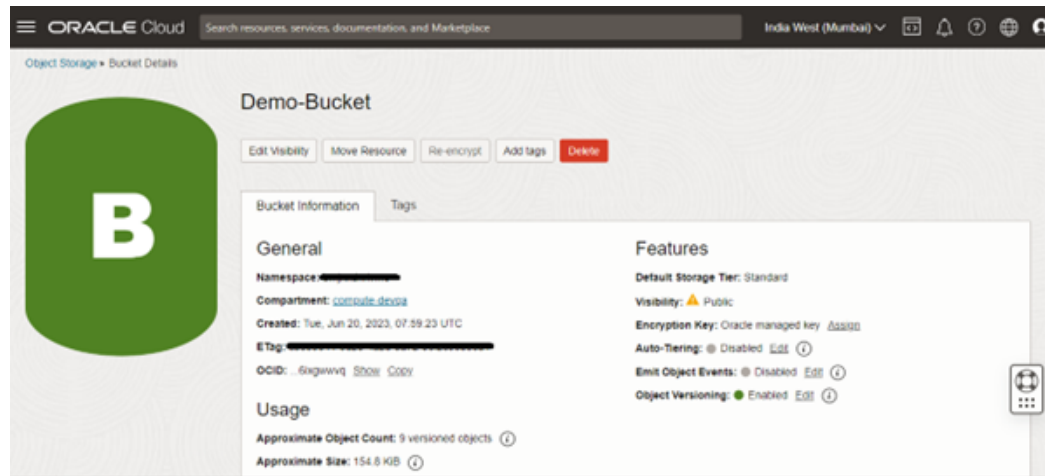 ORACLE Cloud
Search resources, services, documentation, and Marketplace
India West (Mumbai)
Object Storage » Bucket Details
B
Demo-Bucket
Edit Visibility Move Resource Re-encrypt Add tags Delete
Bucket Information Tags
General
Namespace:
Compartment: compute_devqa
Created: Tue, Jun 20, 2023, 07:59:23 UTC
ETag:
OCID: Show Copy
Usage
Approximate Object Count: 9 versioned objects
Approximate Size: 154.8 KiB
Features
Default Storage Tier: Standard
Visibility: Public
Encryption Key: Oracle managed key Assign
Auto-Tiering: Disabled Edit
Emit Object Events: Disabled Edit
Object Versioning: Enabled Edit